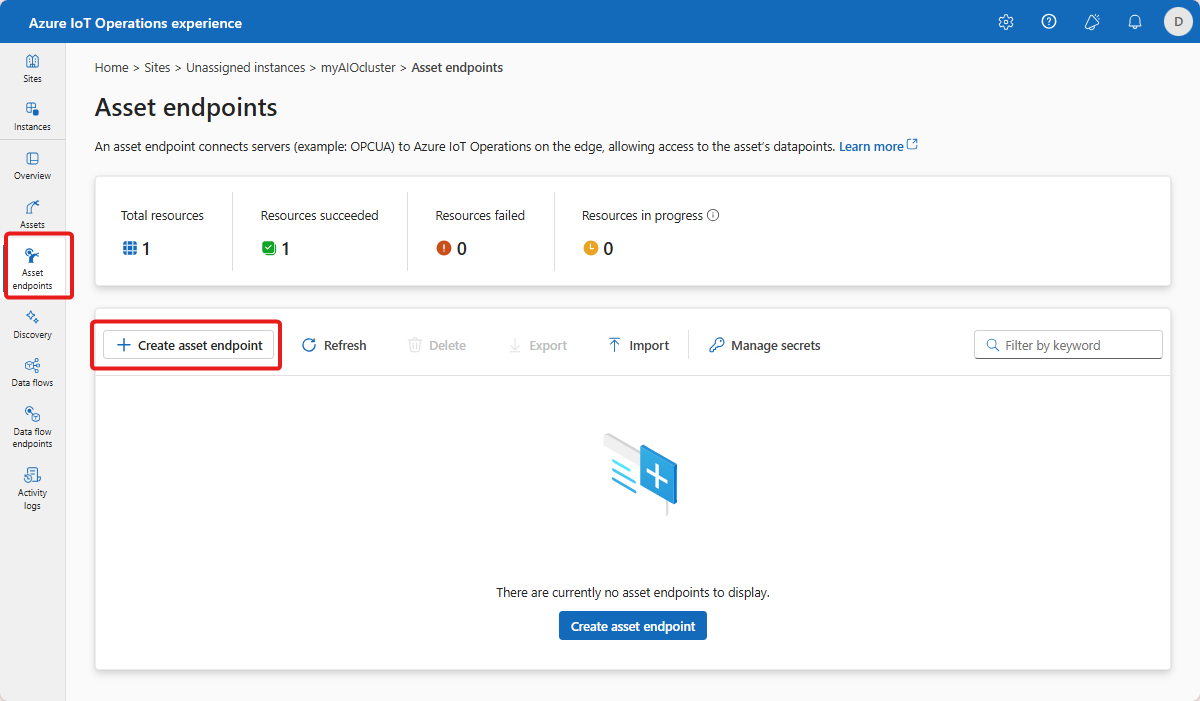 Azure IoT Operations experience
D
Sites
Instances
Overview
Assets
Asset
endpoints
Discovery
Data flows
Data flow
endpoints
Activity
logs
Home > Sites > Unassigned instances > myAIOcluster > Asset endpoints
Asset endpoints
An asset endpoint connects servers (example: OPCUA) to Azure IoT Operations on the edge, allowing access to the asset's datapoints. Learn more
Total resources
1
Resources succeeded
1
Resources failed
0
Resources in progress
0
Create asset endpoint
Refresh
Delete
Export
Import
Manage secrets
Filter by keyword
There are currently no asset endpoints to display.
Create asset endpoint